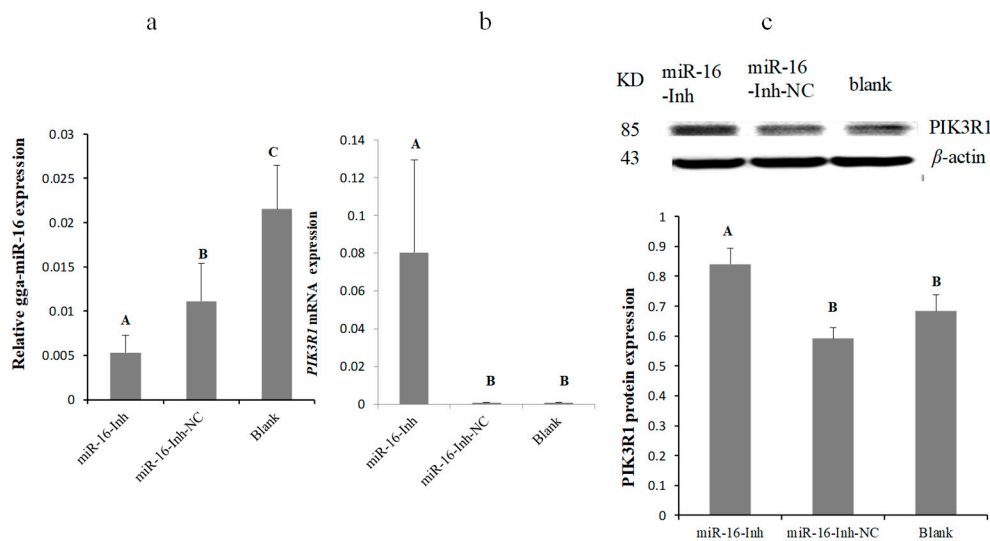 a
b
c
KD
miR-16
-Inh
miR-16
-Inh-NC
blank
85
PIK3R1
43
β-actin
Relative gga-miR-16 expression
0.03
0.025
0.02
0.015
0.01
0.005
0
A
B
C
miR-16-Inh
miR-16-Inh-NC
Blank
PIK3R1 mRNA expression
0.14
0.12
0.1
0.08
0.06
0.04
0.02
0
A
B
B
miR-16-Inh
miR-16-Inh-NC
Blank
PIK3R1 protein expression
1
0.9
0.8
0.7
0.6
0.5
0.4
0.3
0.2
0.1
0
A
B
B
miR-16-Inh
miR-16-Inh-NC
Blank